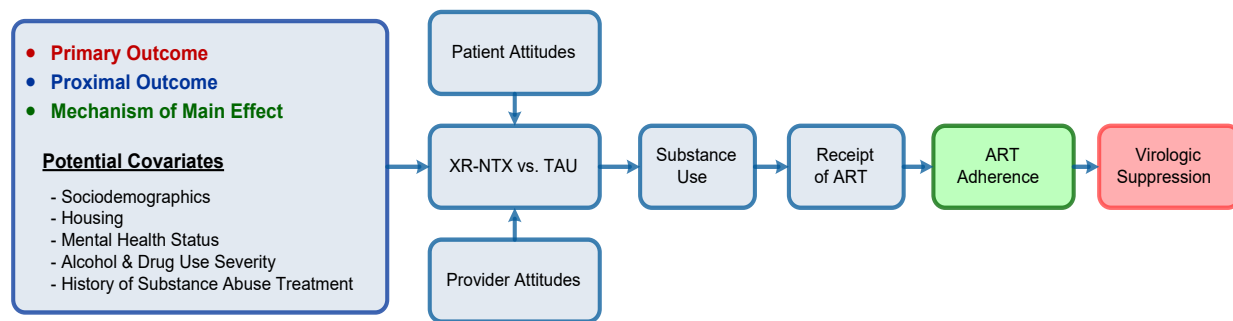 • Primary Outcome
• Proximal Outcome
• Mechanism of Main Effect
Potential Covariates
- Sociodemographics
- Housing
- Mental Health Status
- Alcohol & Drug Use Severity
- History of Substance Abuse Treatment
Patient Attitudes
XR-NTX vs. TAU
Provider Attitudes
Substance
Use
Receipt
of ART
ART
Adherence
Virologic
Suppression